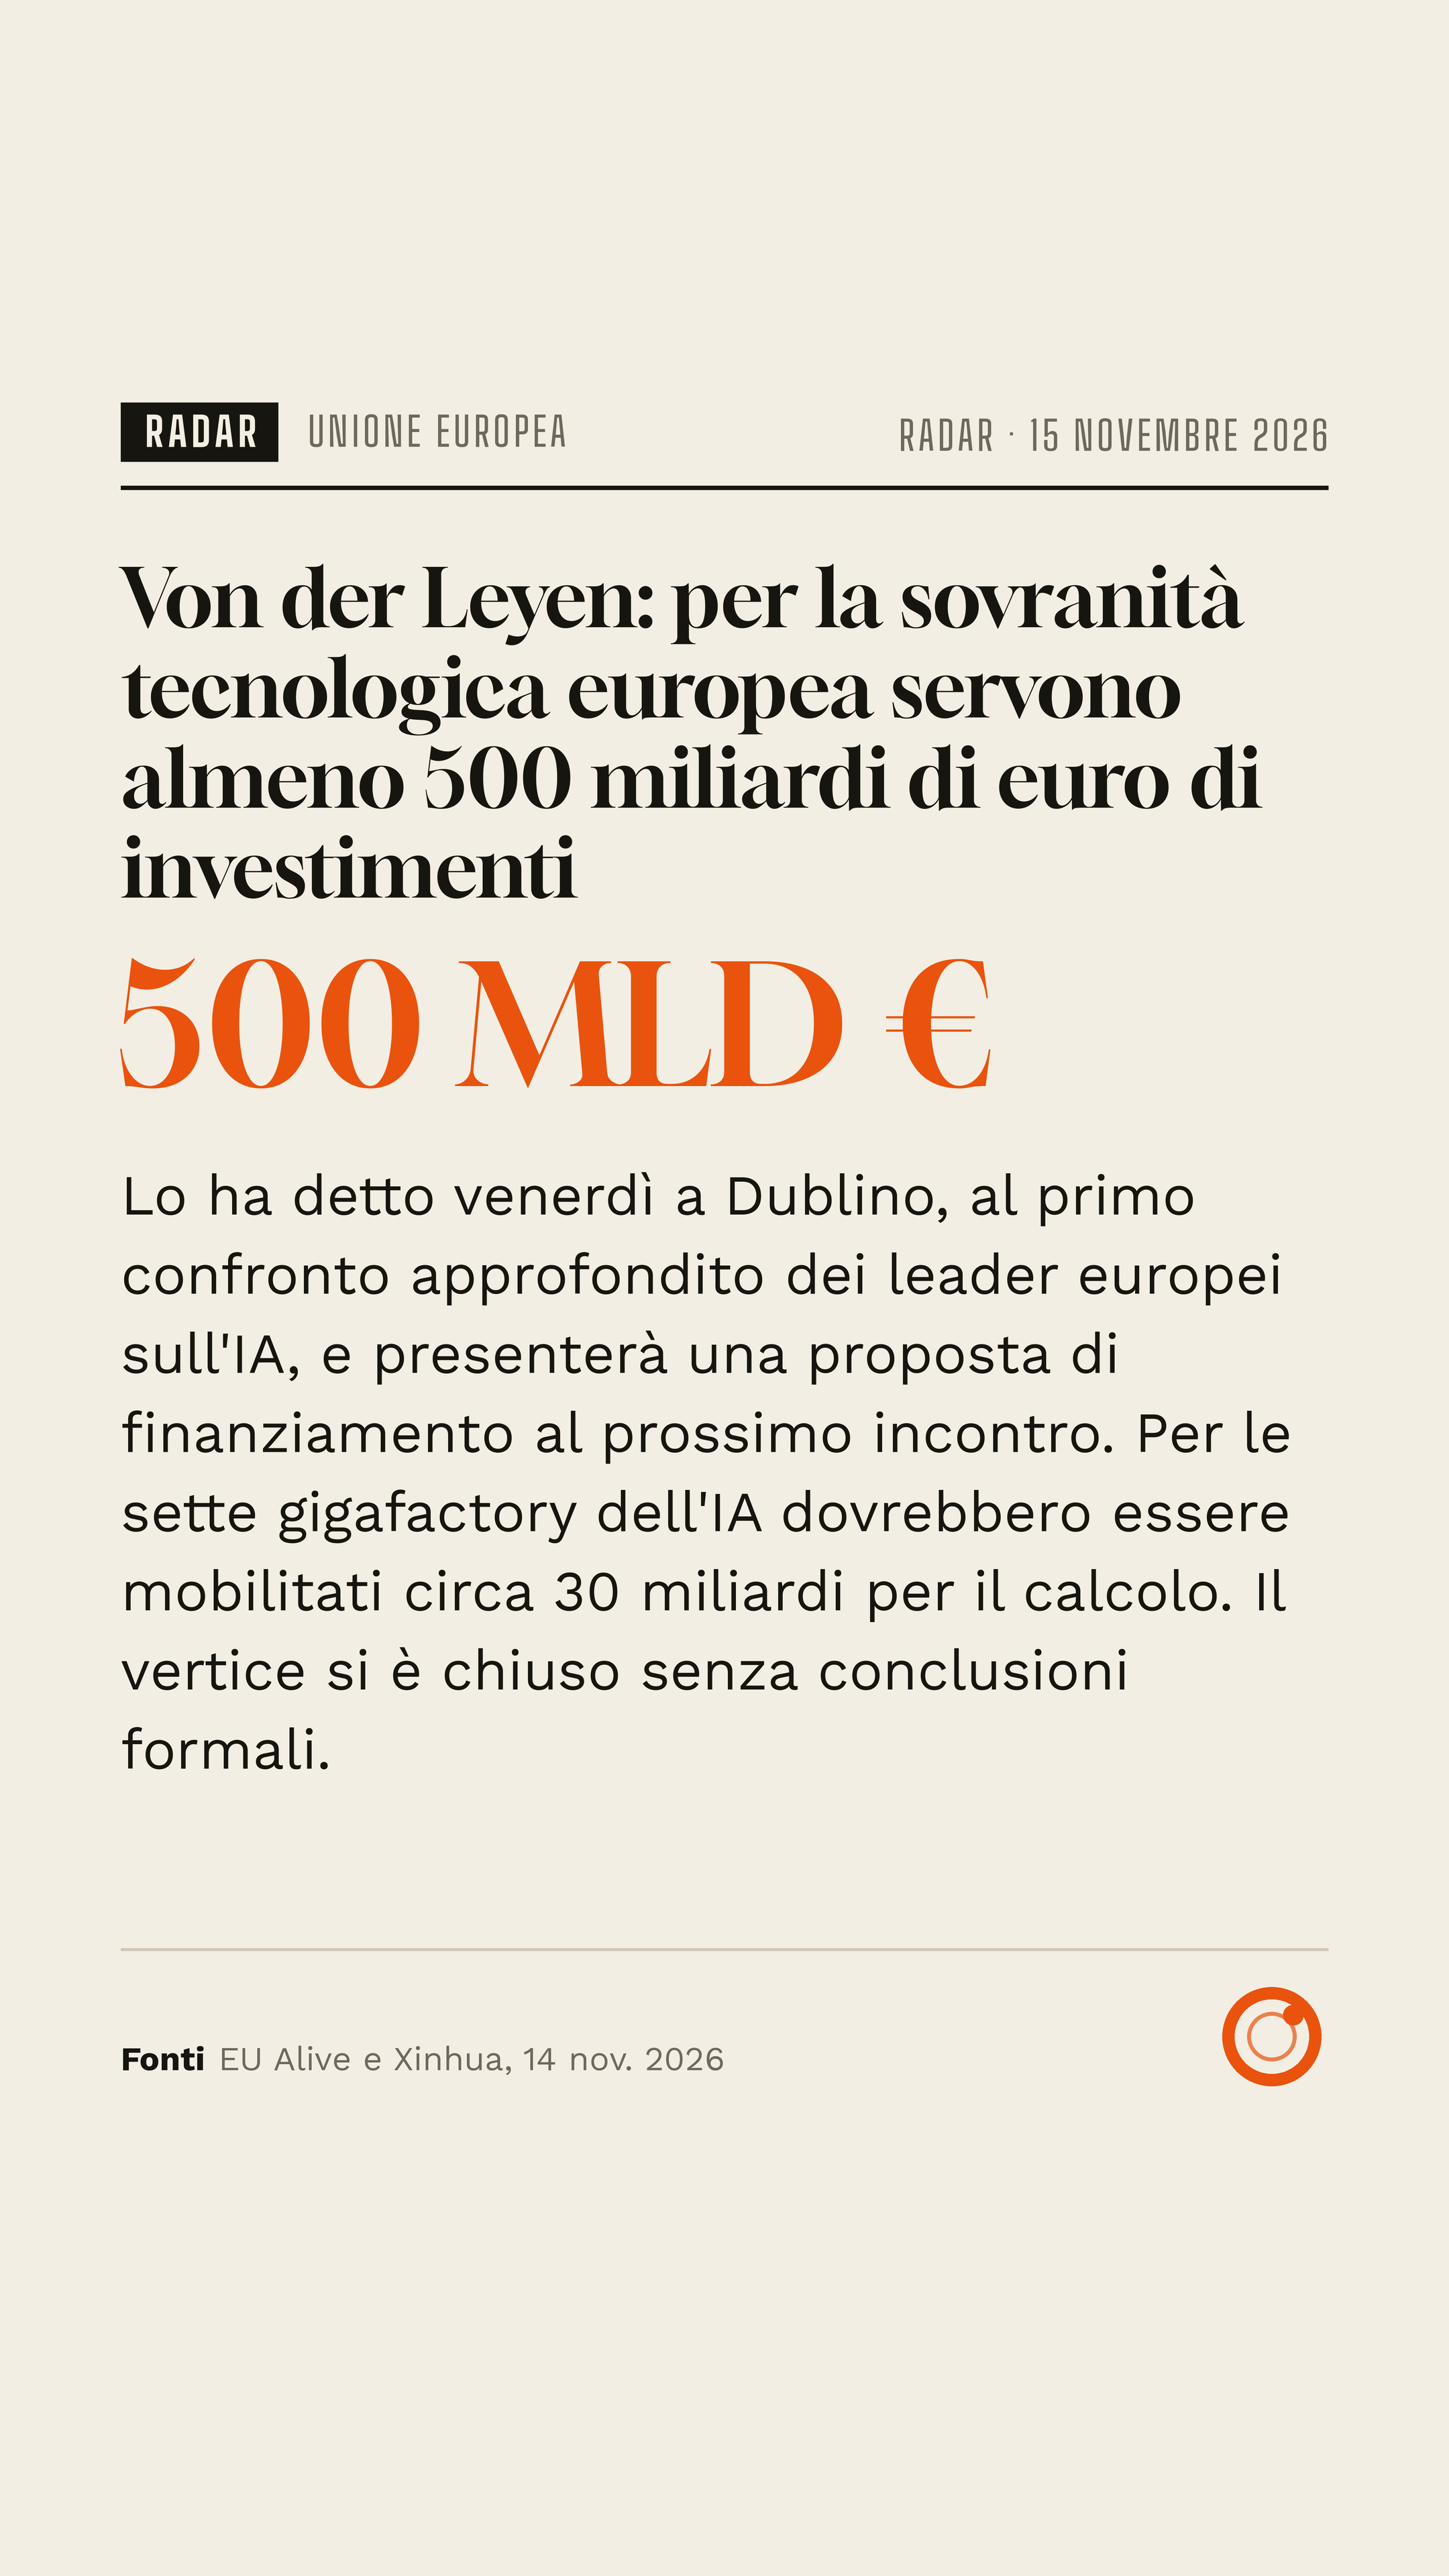 RADAR UNIONE EUROPEA RADAR · 15 NOVEMBRE 2026
Von der Leyen: per la sovranità
tecnologica europea servono
almeno 500 miliardi di euro di
investimenti
500 MLD €
Lo ha detto venerdì a Dublino, al primo
confronto approfondito dei leader europei
sull'IA, e presenterà una proposta di
finanziamento al prossimo incontro. Per le
sette gigafactory dell'IA dovrebbero essere
mobilitati circa 30 miliardi per il calcolo. Il
vertice si è chiuso senza conclusioni
formali.
Fonti EU Alive e Xinhua, 14 nov. 2026